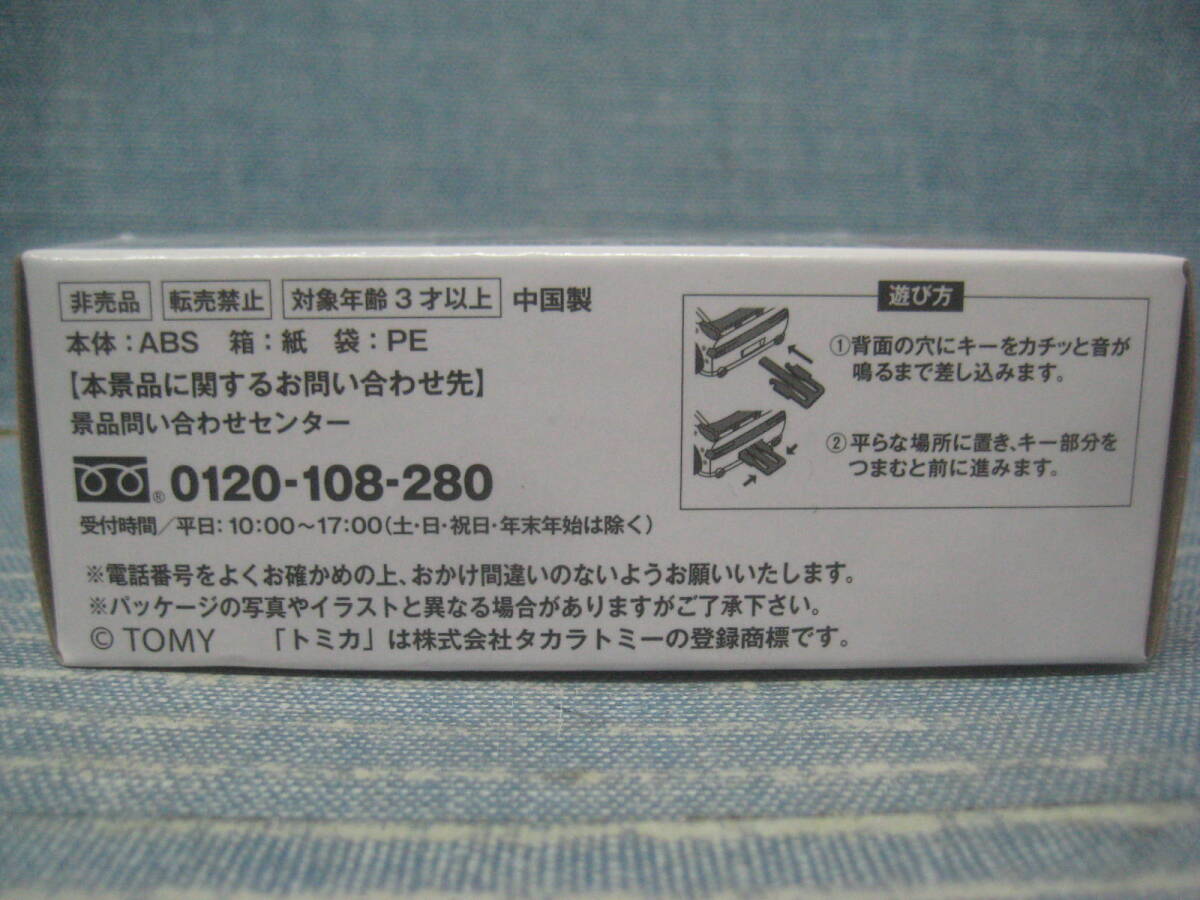 非売品 転売禁止 対象年齢3才以上 中国製
本体:ABS 箱:紙 袋:PE
【本景品に関するお問い合わせ先】
景品問い合わせセンター
® 0120-108-280
受付時間/平日:10:00～17:00(土・日・祝日・年末年始は除く)
※電話番号をよくお確かめの上、おかけ間違いのないようお願いいたします。
※パッケージの写真やイラストと異なる場合がありますがご了承下さい。
© TOMY 「トミカ」は株式会社タカラトミーの登録商標です。
遊び方
①背面の穴にキーをカチッと音が
鳴るまで差し込みます。
②平らな場所に置き、キー部分を
つまむと前に進みます。